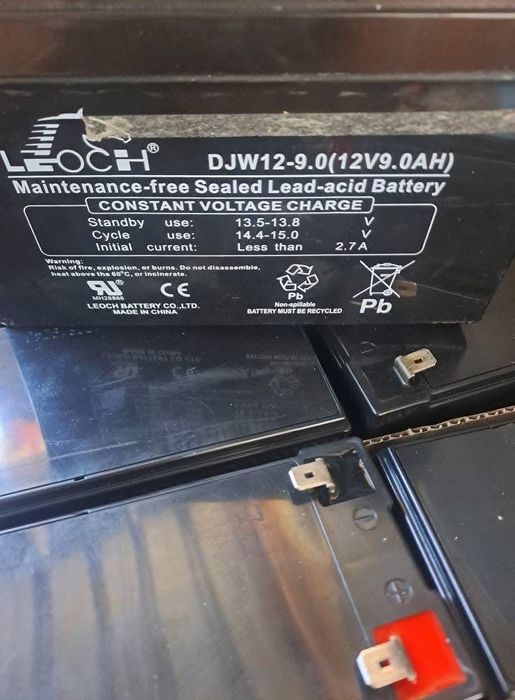 LEOCH®
DJW12-9.0(12V9.0AH)
Maintenance-free Sealed Lead-acid Battery
CONSTANT VOLTAGE CHARGE
Standby use: 13.5-13.8 V
Cycle use: 14.4-15.0 V
Initial current: Less than 2.7A
Warning:
Risk of fire, explosion, or burns. Do not disassemble,
heat above the 60°C, or incinerate.
MH26866
CE
LEOCH BATTERY CO.,LTD.
MADE IN CHINA
Pb
Non-spillable
BATTERY MUST BE RECYCLED
Pb